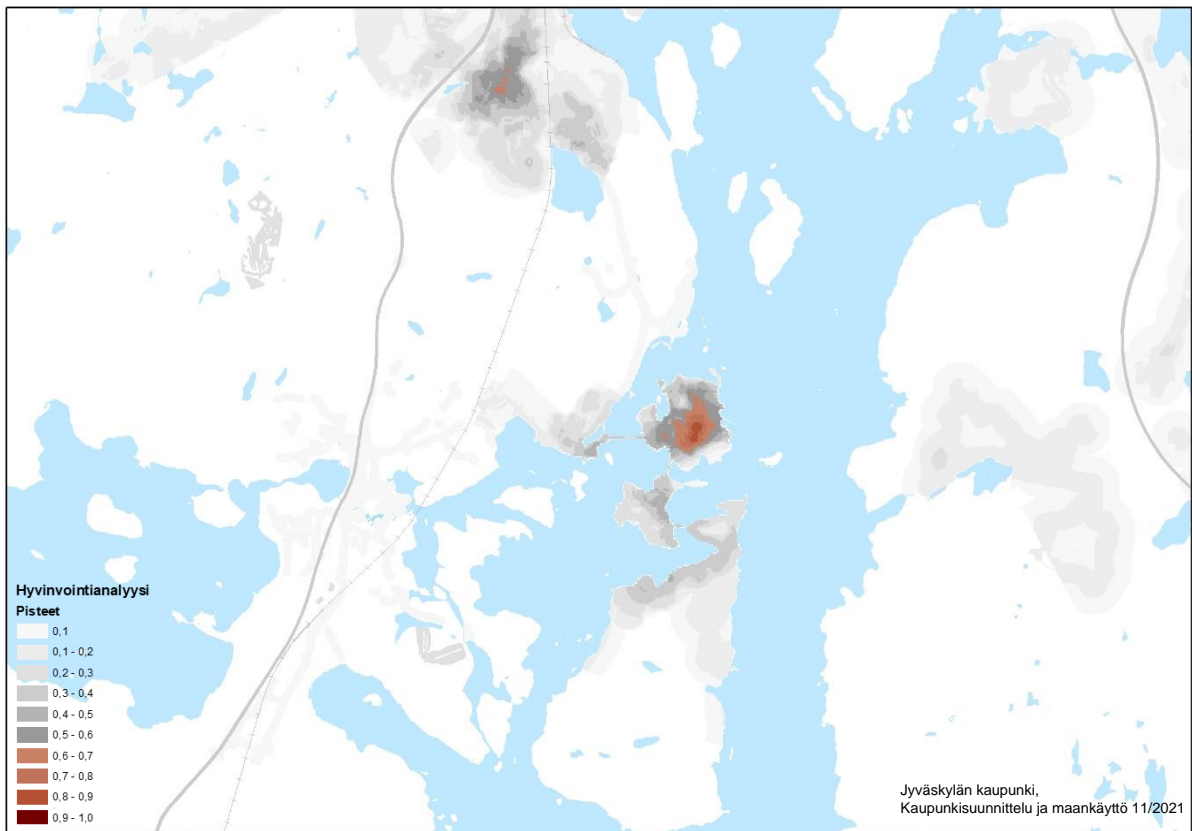 Hyvinvointianalyysi
Pisteet
0,1
0,1 - 0,2
0,2 - 0,3
0,3 - 0,4
0,4 - 0,5
0,5 - 0,6
0,6 - 0,7
0,7 - 0,8
0,8 - 0,9
0,9 - 1,0
Jyväskylän kaupunki,
Kaupunkisuunnittelu ja maankäyttö 11/2021